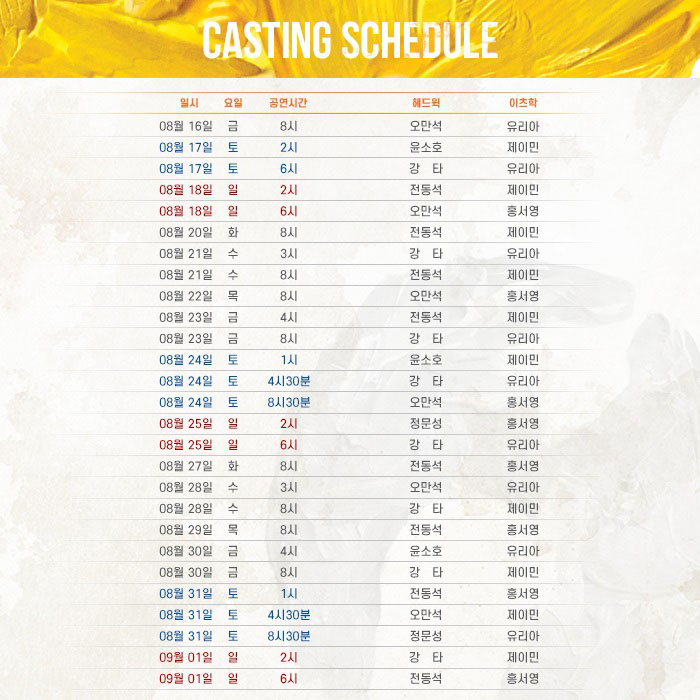 CASTING SCHEDULE
일시 요일 공연시간 헤드윅 이츠학
08월 16일 금 8시 오만석 유리아
08월 17일 토 2시 윤소호 제이민
08월 17일 토 6시 강 타 유리아
08월 18일 일 2시 전동석 제이민
08월 18일 일 6시 오만석 홍서영
08월 20일 화 8시 전동석 제이민
08월 21일 수 3시 강 타 유리아
08월 21일 수 8시 전동석 제이민
08월 22일 목 8시 오만석 홍서영
08월 23일 금 4시 전동석 제이민
08월 23일 금 8시 강 타 유리아
08월 24일 토 1시 윤소호 제이민
08월 24일 토 4시30분 강 타 유리아
08월 24일 토 8시30분 오만석 홍서영
08월 25일 일 2시 정문성 홍서영
08월 25일 일 6시 강 타 유리아
08월 27일 화 8시 전동석 홍서영
08월 28일 수 3시 오만석 유리아
08월 28일 수 8시 강 타 제이민
08월 29일 목 8시 전동석 홍서영
08월 30일 금 4시 윤소호 유리아
08월 30일 금 8시 강 타 제이민
08월 31일 토 1시 전동석 홍서영
08월 31일 토 4시30분 오만석 제이민
08월 31일 토 8시30분 정문성 유리아
09월 01일 일 2시 강 타 제이민
09월 01일 일 6시 전동석 홍서영